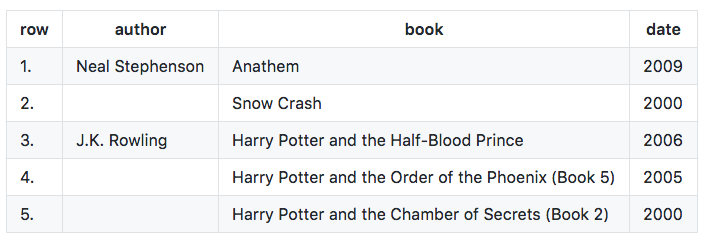 row author book date
1. Neal Stephenson Anathem 2009
2. Snow Crash 2000
3. J.K. Rowling Harry Potter and the Half-Blood Prince 2006
4. Harry Potter and the Order of the Phoenix (Book 5) 2005
5. Harry Potter and the Chamber of Secrets (Book 2) 2000